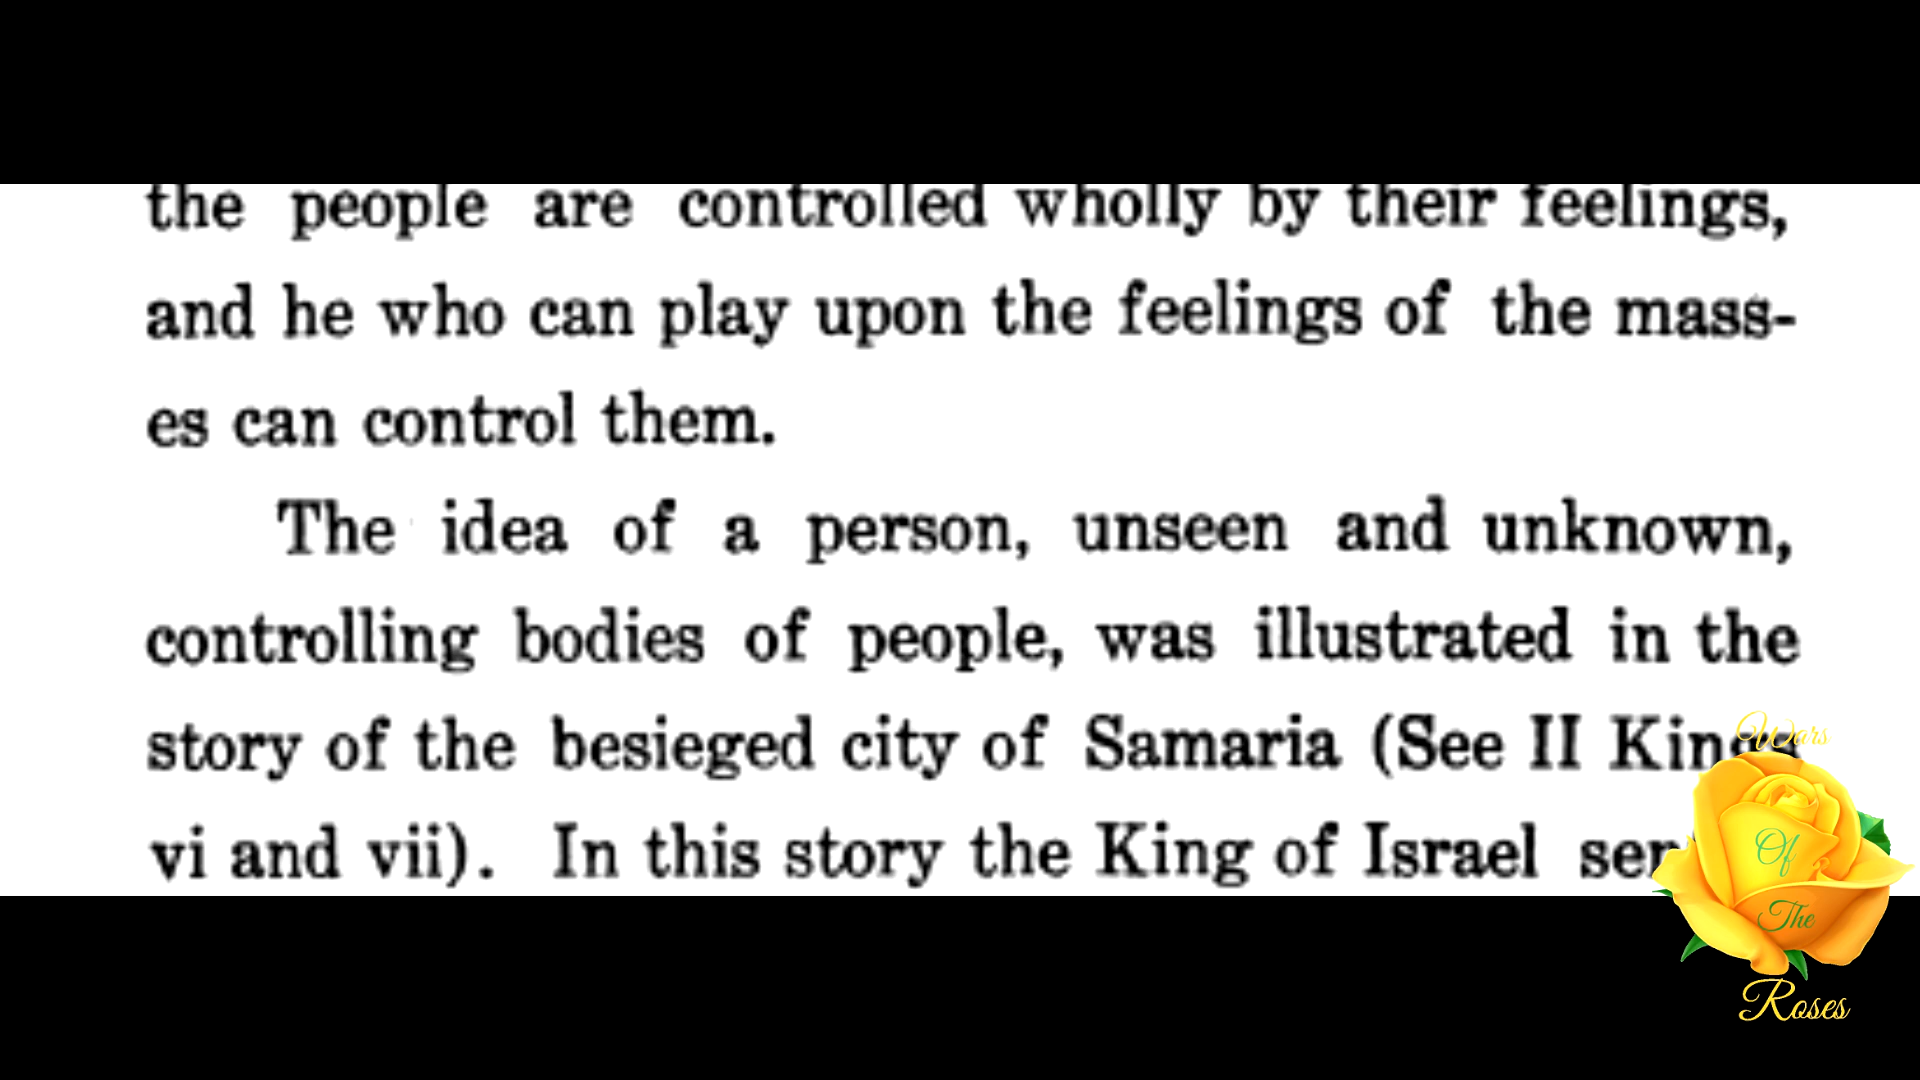 the people are controlled wholly by their feelings,
and he who can play upon the feelings of the mass-
es can control them.
The idea of a person, unseen and unknown,
controlling bodies of people, was illustrated in the
story of the besieged city of Samaria (See II
vi and vii). In this story the King of Israel
Wars
Of
The
Roses